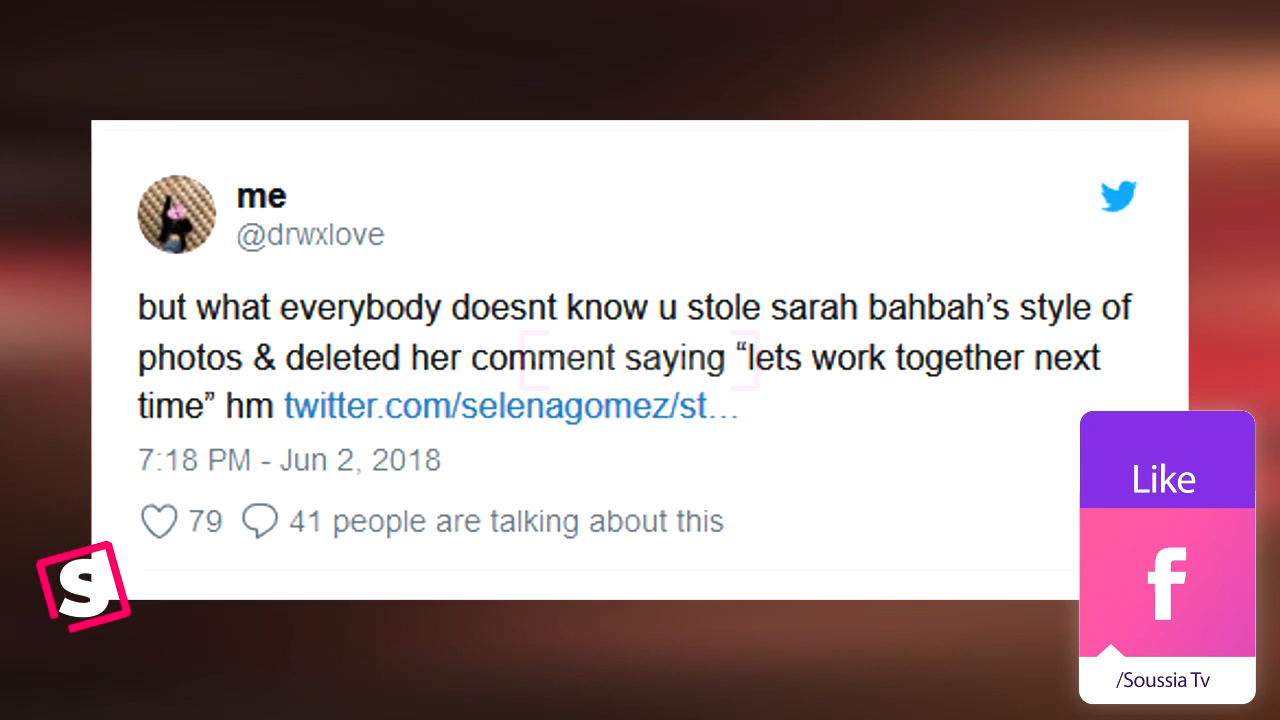 me
@drwxlove
but what everybody doesnt know u stole sarah bahbah’s style of
photos & deleted her comment saying “lets work together next
time” hm twitter.com/selenagomez/st…
7:18 PM - Jun 2, 2018
79 41 people are talking about this
S
Like
f
/Soussia Tv